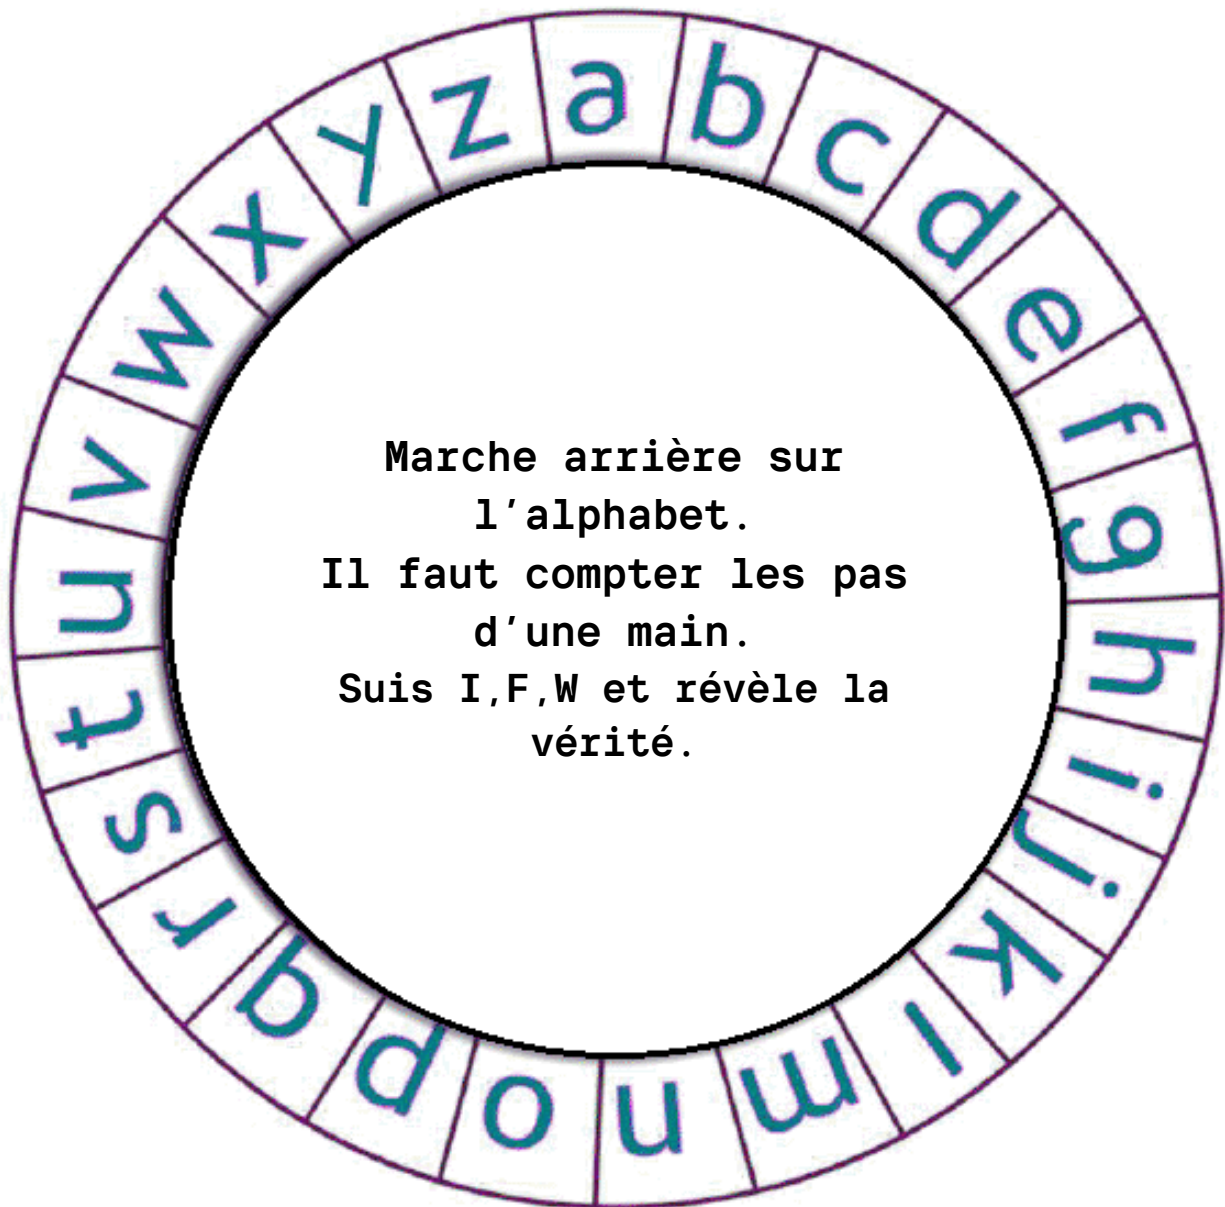 a b c d e f g h i j k l m n o p q r s t u v w x y z
Marche arrière sur
l'alphabet.
Il faut compter les pas
d'une main.
Suis I,F,W et révèle la
vérité.